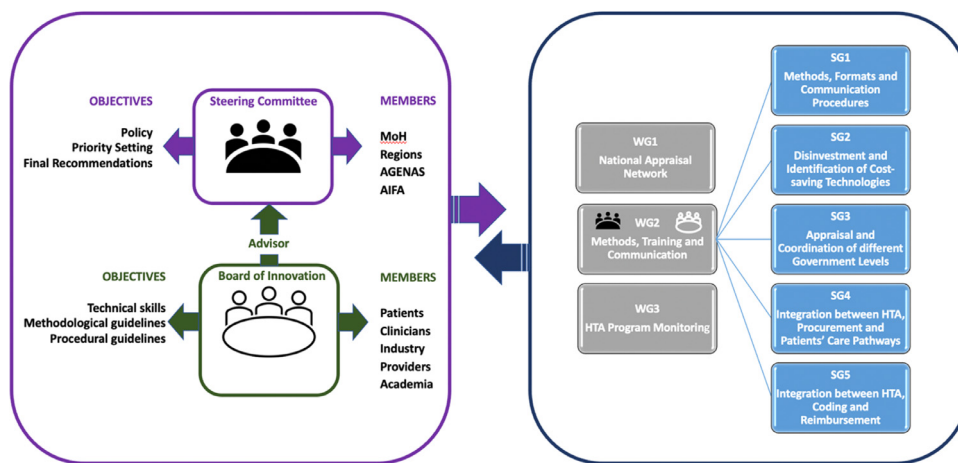 Steering Committee
OBJECTIVES
Policy
Priority Setting
Final Recommendations
MEMBERS
MoH
Regions
AGENAS
AIFA
Advisor
Board of Innovation
OBJECTIVES
Technical skills
Methodological guidelines
Procedural guidelines
MEMBERS
Patients
Clinicians
Industry
Providers
Academia
WG1
National Appraisal
Network
WG2
Methods, Training and
Communication
WG3
HTA Program Monitoring
SG1
Methods, Formats and
Communication
Procedures
SG2
Disinvestment and
Identification of Cost-
saving Technologies
SG3
Appraisal and
Coordination of different
Government Levels
SG4
Integration between HTA,
Procurement and
Patients' Care Pathways
SG5
Integration between HTA,
Coding and
Reimbursement